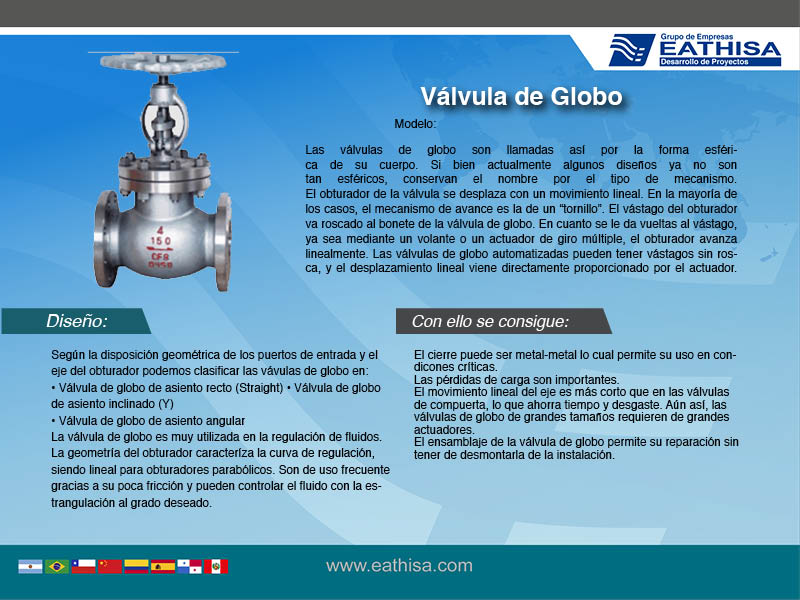 Grupo de Empresas
EATHISA
Desarrollo de Proyectos
Válvula de Globo
Modelo:
Las válvulas de globo son llamadas así por la forma esféri-
ca de su cuerpo. Si bien actualmente algunos diseños ya no son
tan esféricos, conservan el nombre por el tipo de mecanismo.
El obturador de la válvula se desplaza con un movimiento lineal. En la mayoría de
los casos, el mecanismo de avance es la de un “tornillo”. El vástago del obturador
va roscado al bonete de la válvula de globo. En cuanto se le da vueltas al vástago,
ya sea mediante un volante o un actuador de giro múltiple, el obturador avanza
linealmente. Las válvulas de globo automatizadas pueden tener vástagos sin ros-
ca, y el desplazamiento lineal viene directamente proporcionado por el actuador.
4
150
CF8
Diseño:
Según la disposición geométrica de los puertos de entrada y el
eje del obturador podemos clasificar las vávulas de globo en:
• Válvula de globo de asiento recto (Straight) • Válvula de globo
de asiento inclinado (Y)
• Válvula de globo de asiento angular
La válvula de globo es muy utilizada en la regulación de fluidos.
La geometría del obturador caracteríza la curva de regulación,
siendo lineal para obturadores parabólicos. Son de uso frecuente
gracias a su poca fricción y pueden controlar el fluido con la es-
trangulación al grado deseado.
Con ello se consigue:
El cierre puede ser metal-metal lo cual permite su uso en con-
dicones críticas.
Las pérdidas de carga son importantes.
El movimiento lineal del eje es más corto que en las válvulas
de compuerta, lo que ahorra tiempo y desgaste. Aún así, las
válvulas de globo de grandes tamaños requieren de grandes
actuadores.
El ensamblaje de la válvula de globo permite su reparación sin
tener de desmontarla de la instalación.
www.eathisa.com